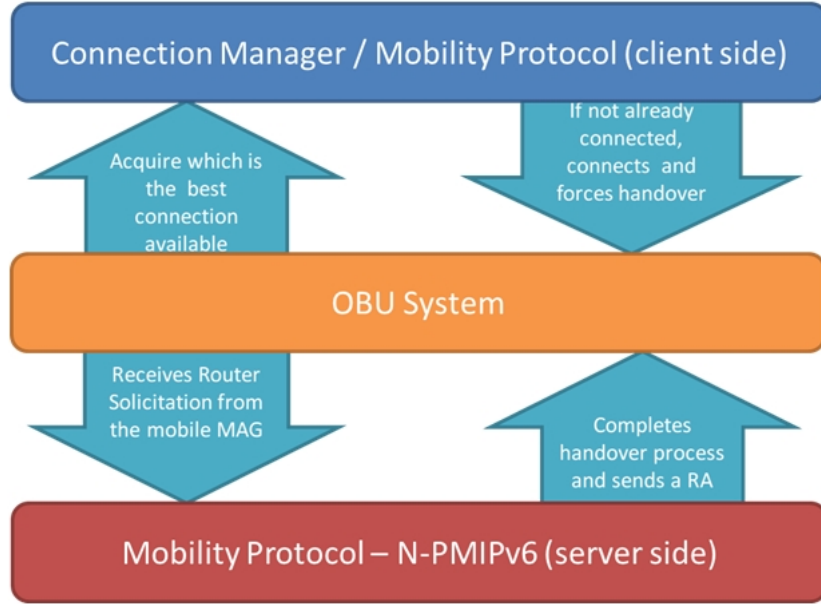 Connection Manager / Mobility Protocol (client side)
Acquire which is
the best
connection
available
If not already
connected,
connects and
forces handover
OBU System
Receives Router
Solicitation from
the mobile MAG
Completes
handover process
and sends a RA
Mobility Protocol – N-PMIPv6 (server side)